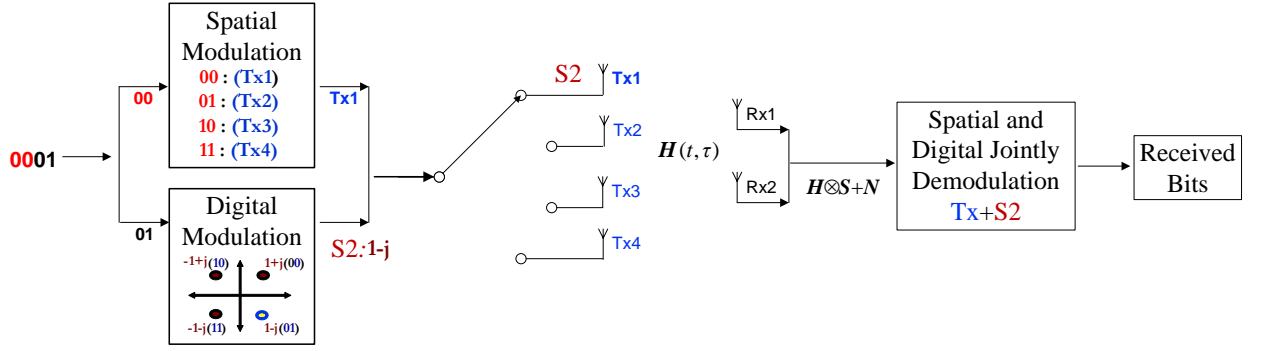 0001
00
01
Spatial
Modulation
00 : (Tx1)
01 : (Tx2)
10 : (Tx3)
11 : (Tx4)
Digital
Modulation
-1+j(10) 1+j(00)
-1-j(11) 1-j(01)
Tx1
S2:1-j
S2
Tx1
Tx2
Tx3
Tx4
H(t,τ)
Rx1
Rx2
H⊗S+N
Spatial and
Digital Jointly
Demodulation
Tx+S2
Received
Bits